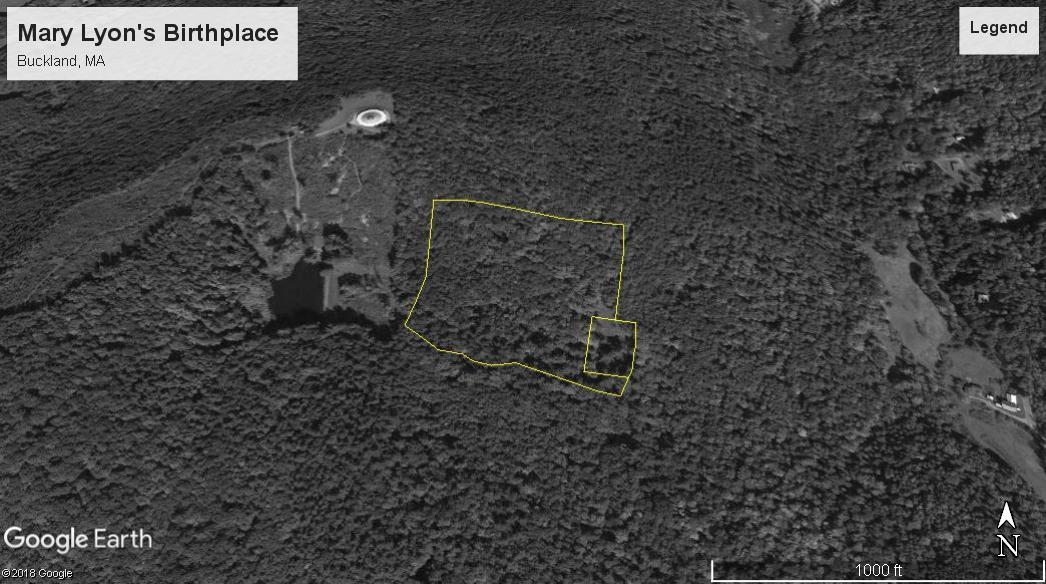 Mary Lyon's Birthplace
Buckland, MA
Legend
Google Earth
©2018 Google
N
1000 ft